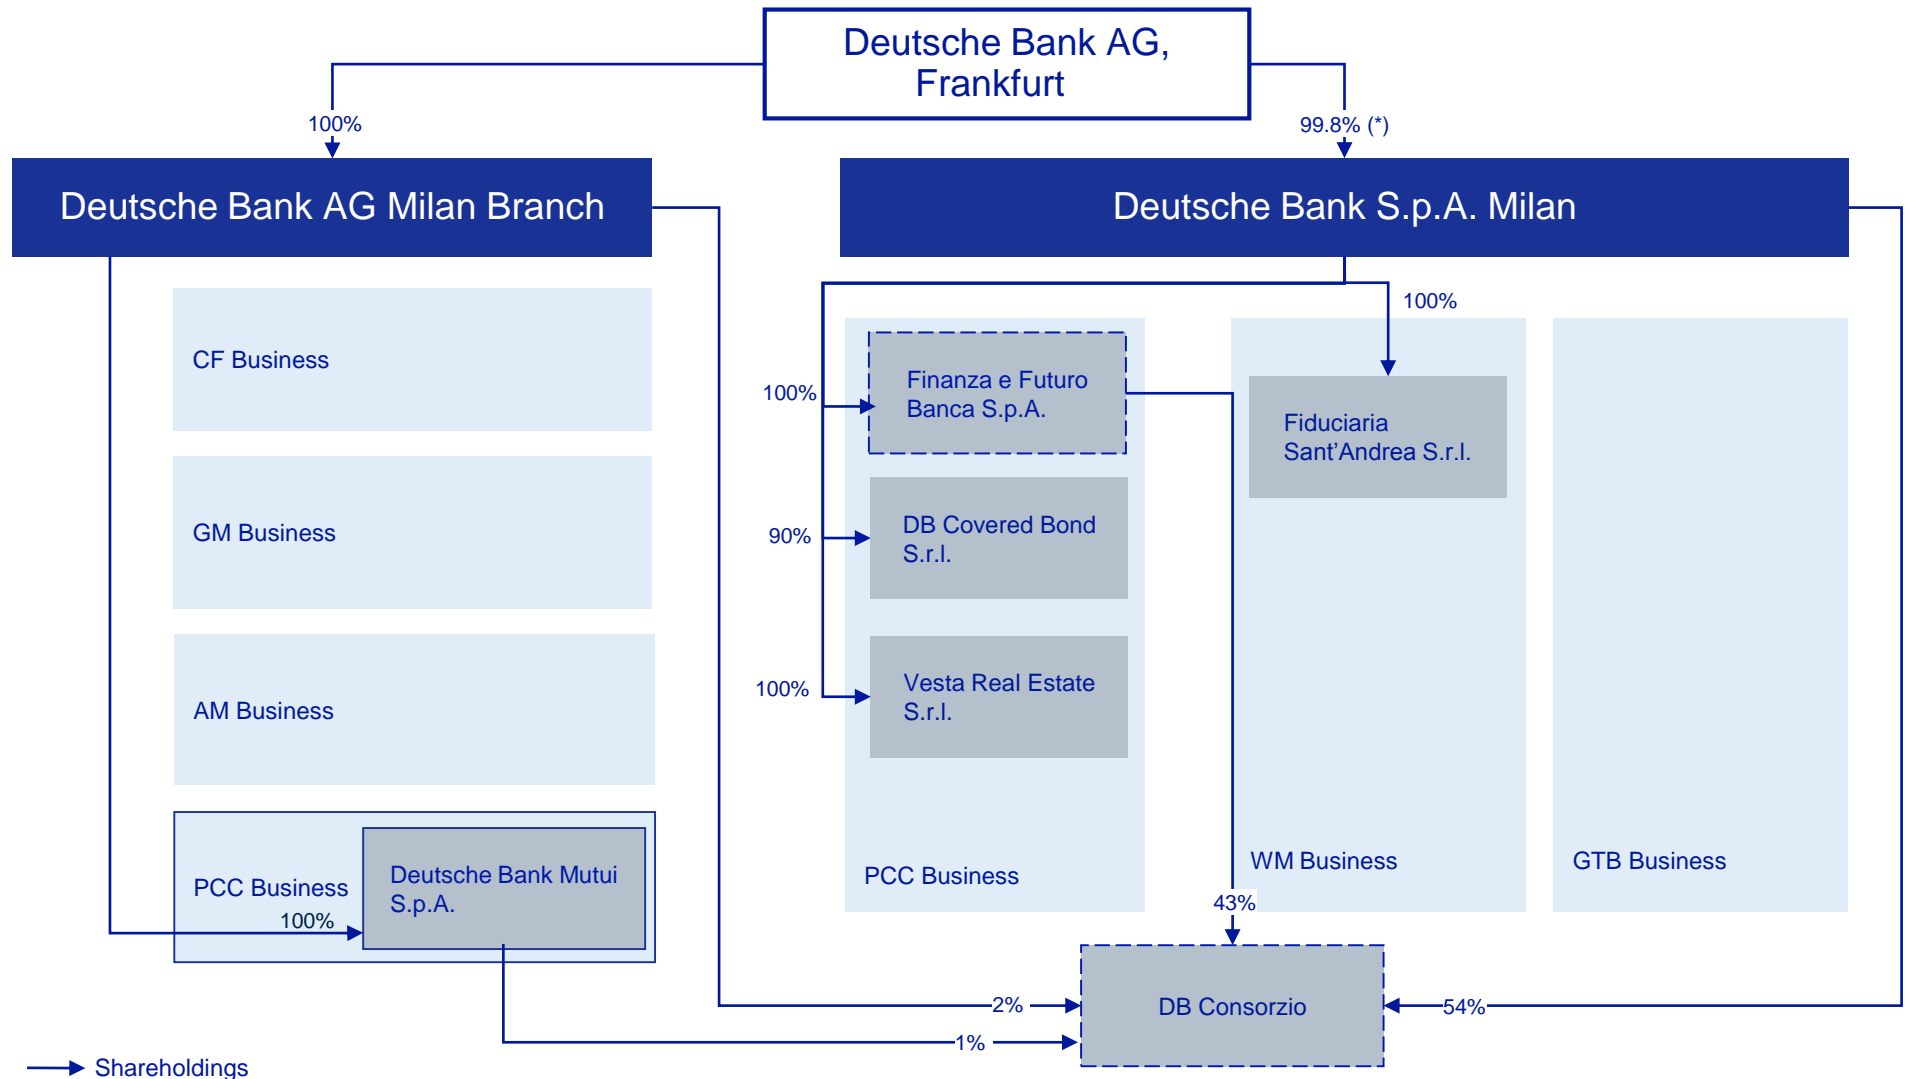 Deutsche Bank AG,
Frankfurt
100%
99.8% (*)
Deutsche Bank AG Milan Branch
Deutsche Bank S.p.A. Milan
100%
CF Business
Finanza e Futuro
Banca S.p.A.
100%
Fiduciaria
Sant'Andrea S.r.l.
GM Business
90%
DB Covered Bond
S.r.l.
AM Business
100%
Vesta Real Estate
S.r.l.
PCC Business
100%
Deutsche Bank Mutui
S.p.A.
PCC Business
WM Business
GTB Business
43%
2%
DB Consorzio
54%
1%
Shareholdings